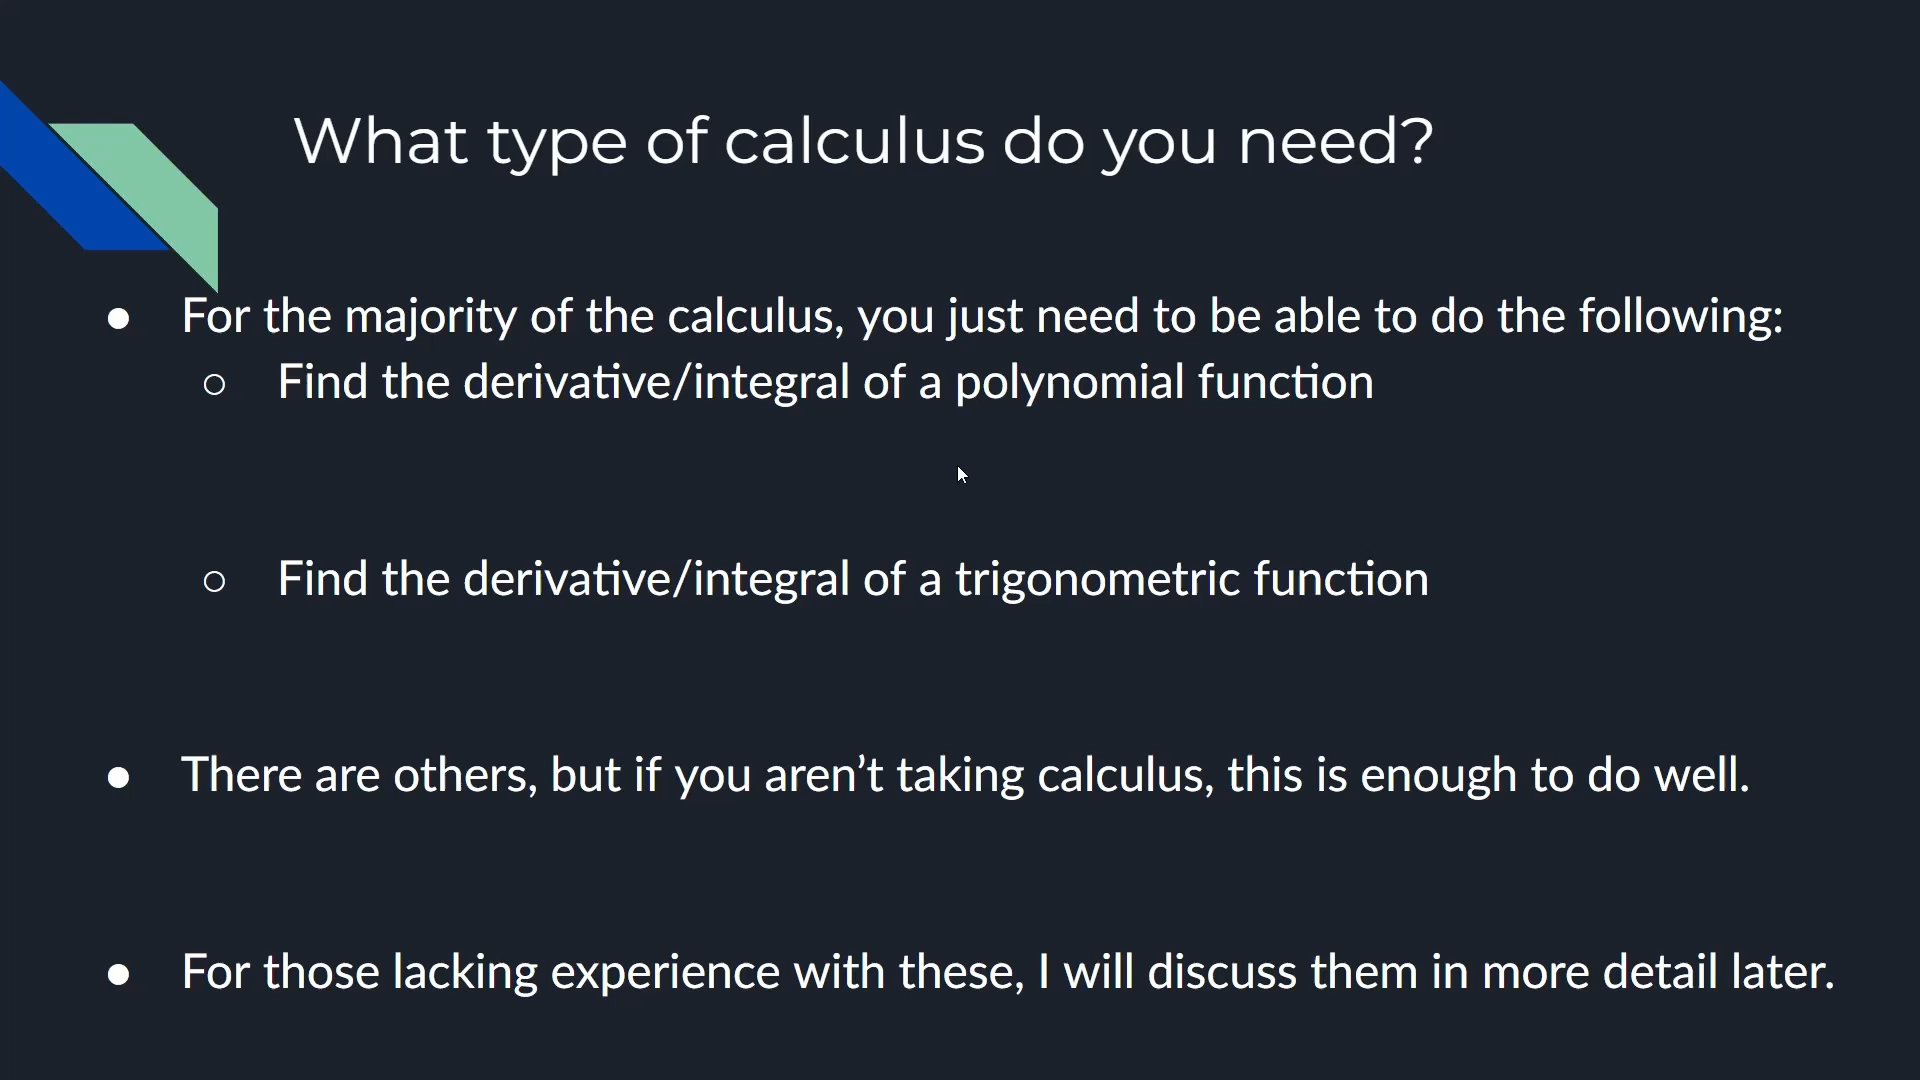 What type of calculus do you need?
● For the majority of the calculus, you just need to be able to do the following:
○ Find the derivative/integral of a polynomial function
○ Find the derivative/integral of a trigonometric function
● There are others, but if you aren’t taking calculus, this is enough to do well.
● For those lacking experience with these, I will discuss them in more detail later.